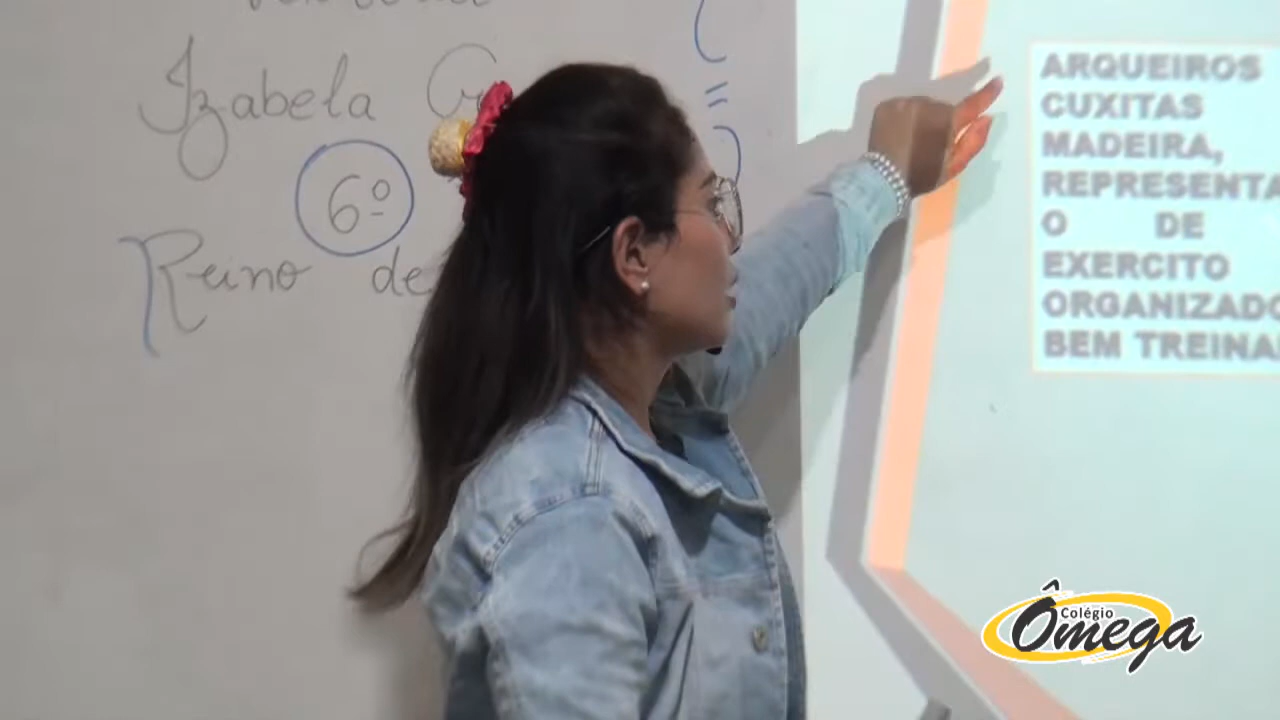 Izabela
6º
Reino de
ARQUEIROS
CUXITAS
MADEIRA,
REPRESENTA
O DE
EXERCITO
ORGANIZADO
BEM TREINA
Colégio
Ômega